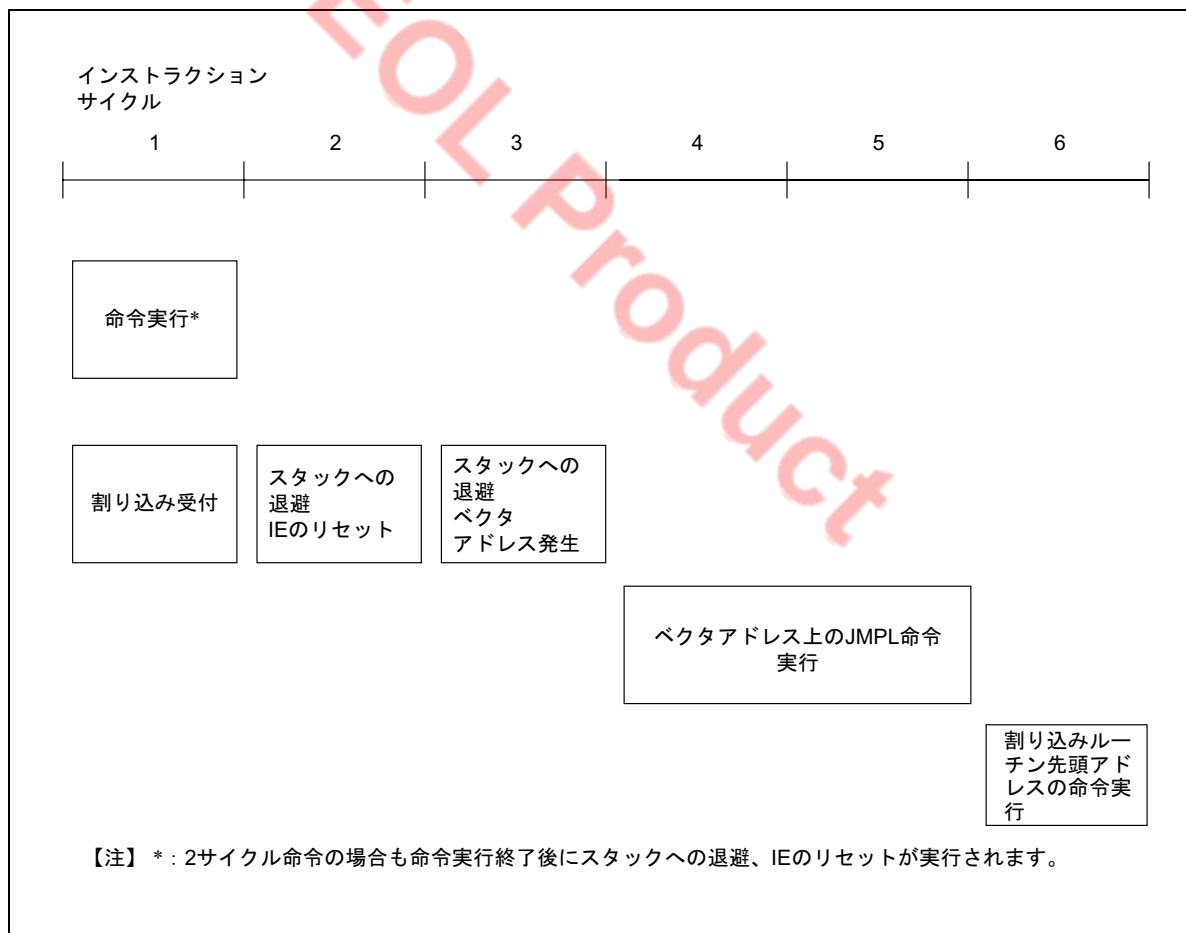 インストラクション
サイクル
1 2 3 4 5 6
命令実行*
割り込み受付
スタックへの
退避
IEのリセット
スタックへの
退避
ベクタ
アドレス発生
ベクタアドレス上のJMPL命令
実行
割り込みルー
チン先頭アド
レスの命令実
行
【注】 *:2サイクル命令の場合も命令実行終了後にスタックへの退避、IEのリセットが実行されます。
EOL Product